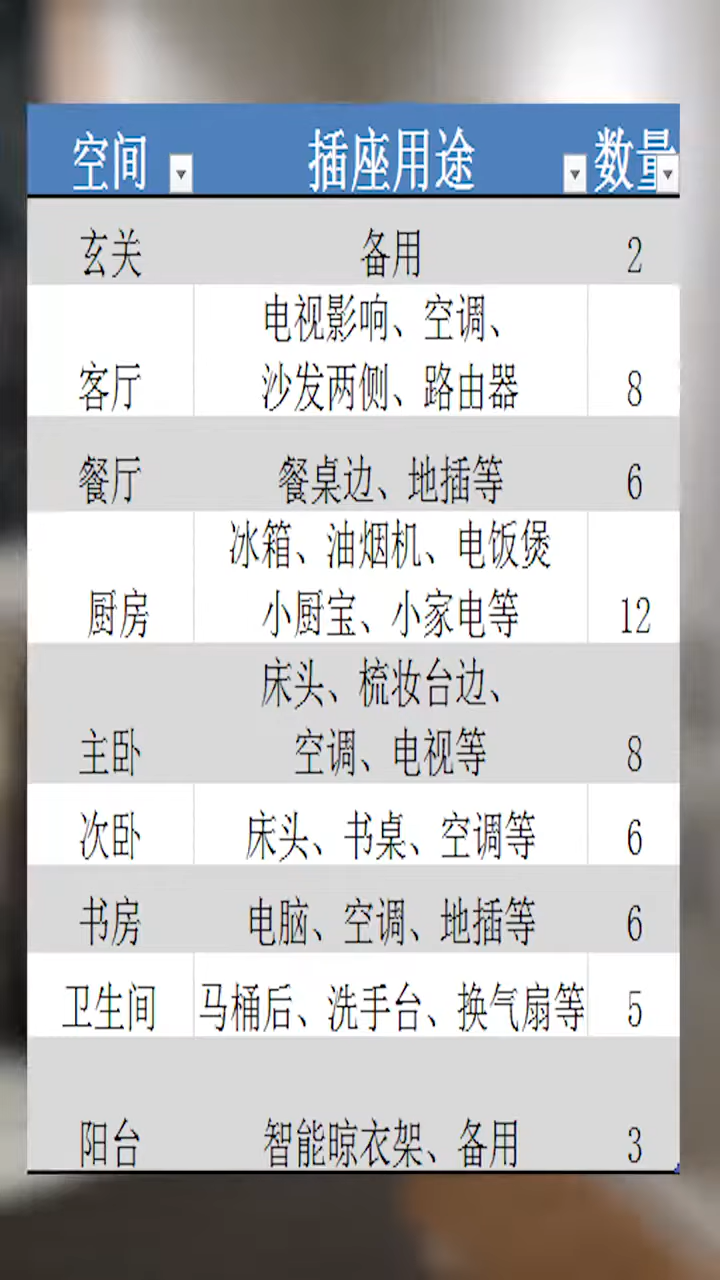 空间 插座用途 数量
玄关 备用 2
电视影响、空调、
客厅 沙发两侧、路由器 8
餐厅 餐桌边、地插等 6
冰箱、油烟机、电饭煲
厨房 小厨宝、小家电等 12
床头、梳妆台边、
主卧 空调、电视等 8
次卧 床头、书桌、空调等 6
书房 电脑、空调、地插等 6
卫生间 马桶后、洗手台、换气扇等 5
阳台 智能晾衣架、备用 3